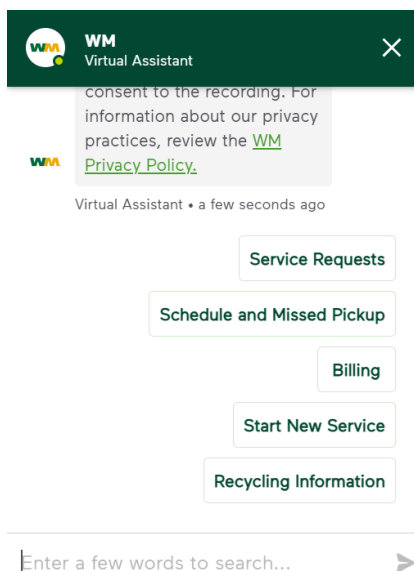 WM
WM
Virtual Assistant
consent to the recording. For
information about our privacy
practices, review the WM
Privacy Policy.
WM
Virtual Assistant • a few seconds ago
Service Requests
Schedule and Missed Pickup
Billing
Start New Service
Recycling Information
Enter a few words to search...